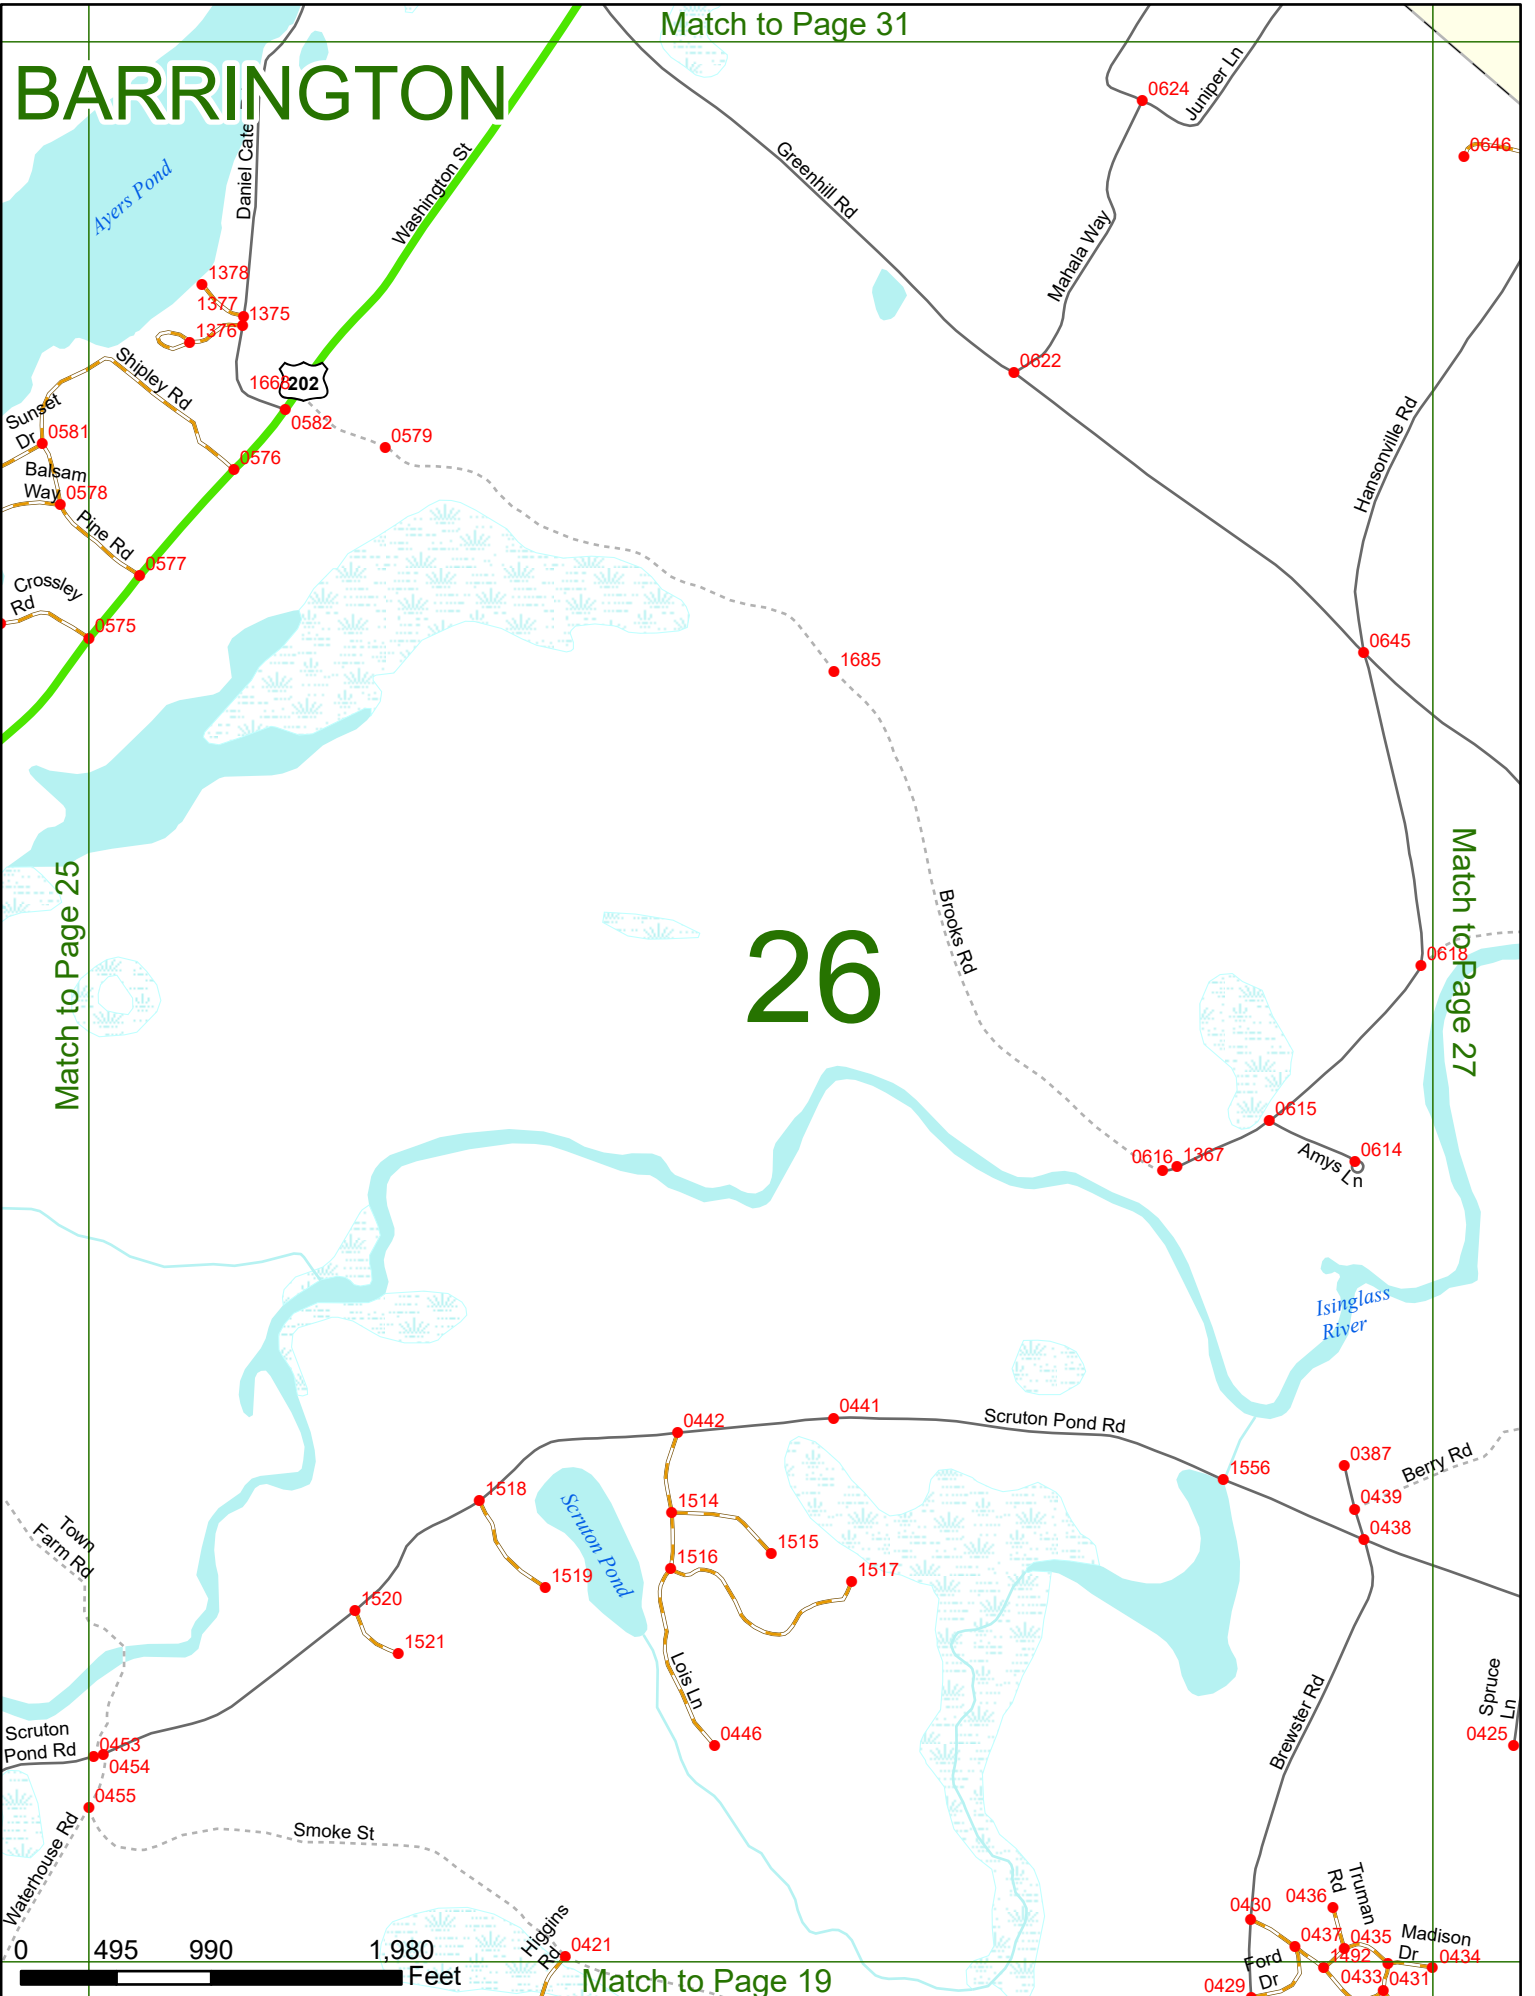 Match to Page 31
BARRINGTON
0624
Juniper Ln
0646
Daniel Cate
Washington St
Greenhill Rd
Ayers Pond
Mahala Way
1378
1377
1375
1376
Shipley Rd
1668
202
0622
0582
0579
Sunset
Dr
0581
0576
Hansonville Rd
Balsam
Way
0578
Pine Rd
0577
Crossley
Rd
0575
0645
1685
Match to Page 25
Brooks Rd
26
Match to Page 27
0618
0615
0616
1367
0614
Amys Ln
Isinglass
River
0441
0442
Scruton Pond Rd
0387
Berry Rd
1556
0439
0438
1518
Scruton Pond
1514
1515
1516
1517
1519
Town
Farm Rd
1520
1521
Lois Ln
0446
Brewster Rd
Spruce
Ln
0425
Scruton
Pond Rd
0453
0454
0455
Smoke St
Waterhouse Rd
Higgins
Rd
0421
0430
0436
Truman
Rd
0437
0435
Madison
Dr
1492
0434
Ford
Dr
0433
0431
0429
0 495 990 1,980
Feet
Match to Page 19